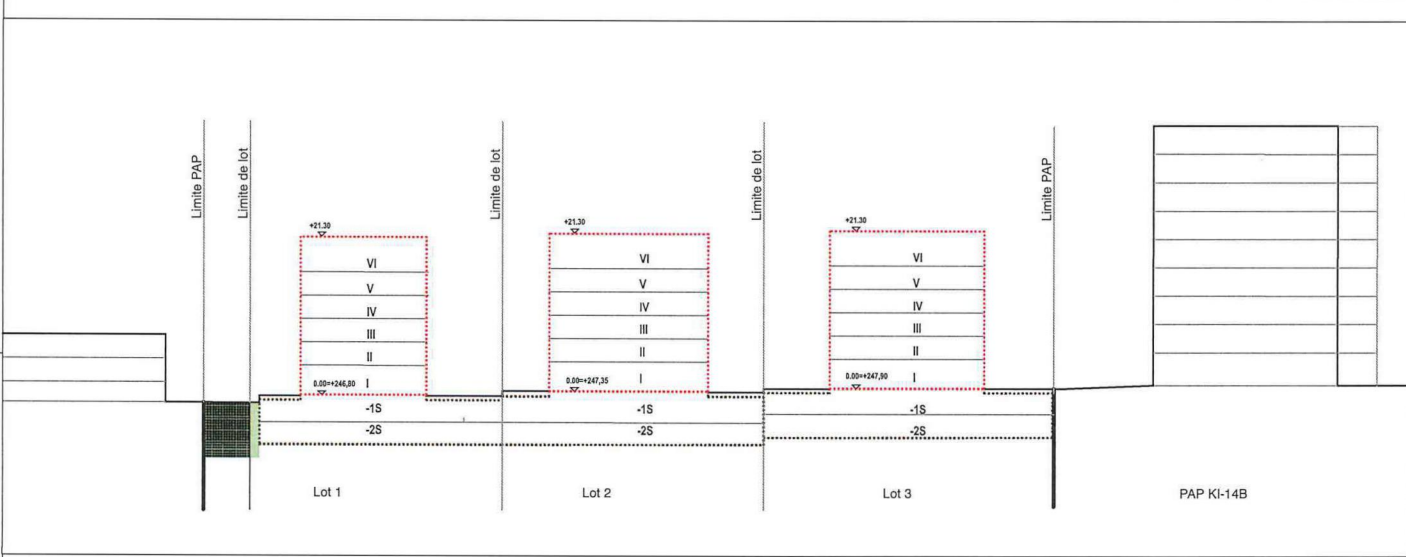 Limite PAP
Limite de lot
Limite de lot
Limite de lot
Limite PAP
+21.30
VI
V
IV
III
II
I
0.00=+246,80
-1S
-2S
+21.30
VI
V
IV
III
II
I
0.00=+247,35
-1S
-2S
+21.30
VI
V
IV
III
II
I
0.00=+247,90
-1S
-2S
Lot 1
Lot 2
Lot 3
PAP KI-14B